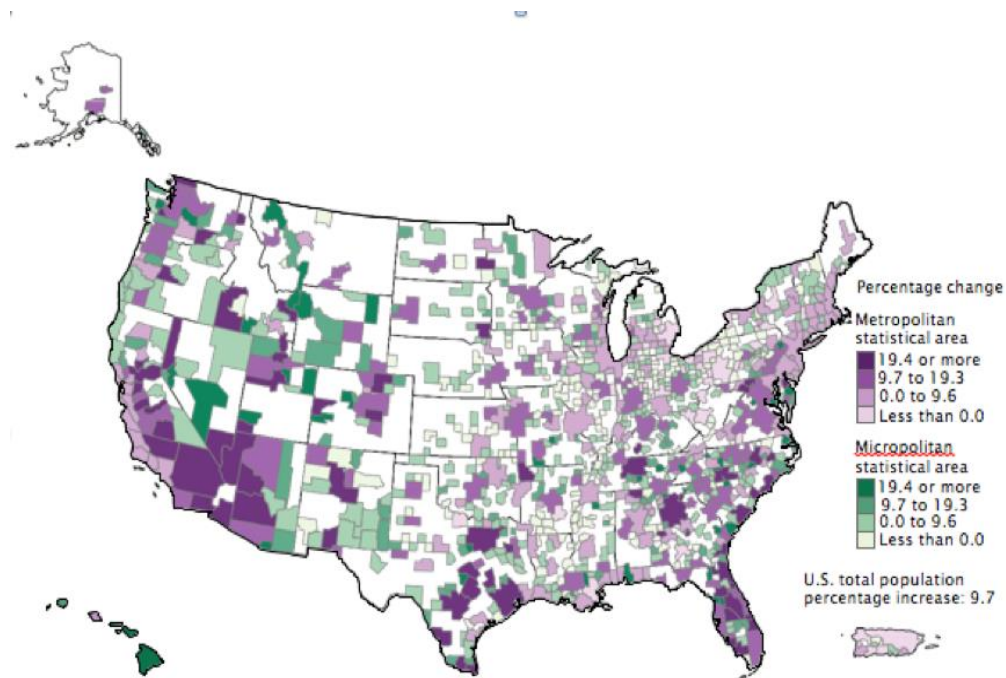 Percentage change
Metropolitan
statistical area
19.4 or more
9.7 to 19.3
0.0 to 9.6
Less than 0.0
Micropolitan
statistical area
19.4 or more
9.7 to 19.3
0.0 to 9.6
Less than 0.0
U.S. total population
percentage increase: 9.7